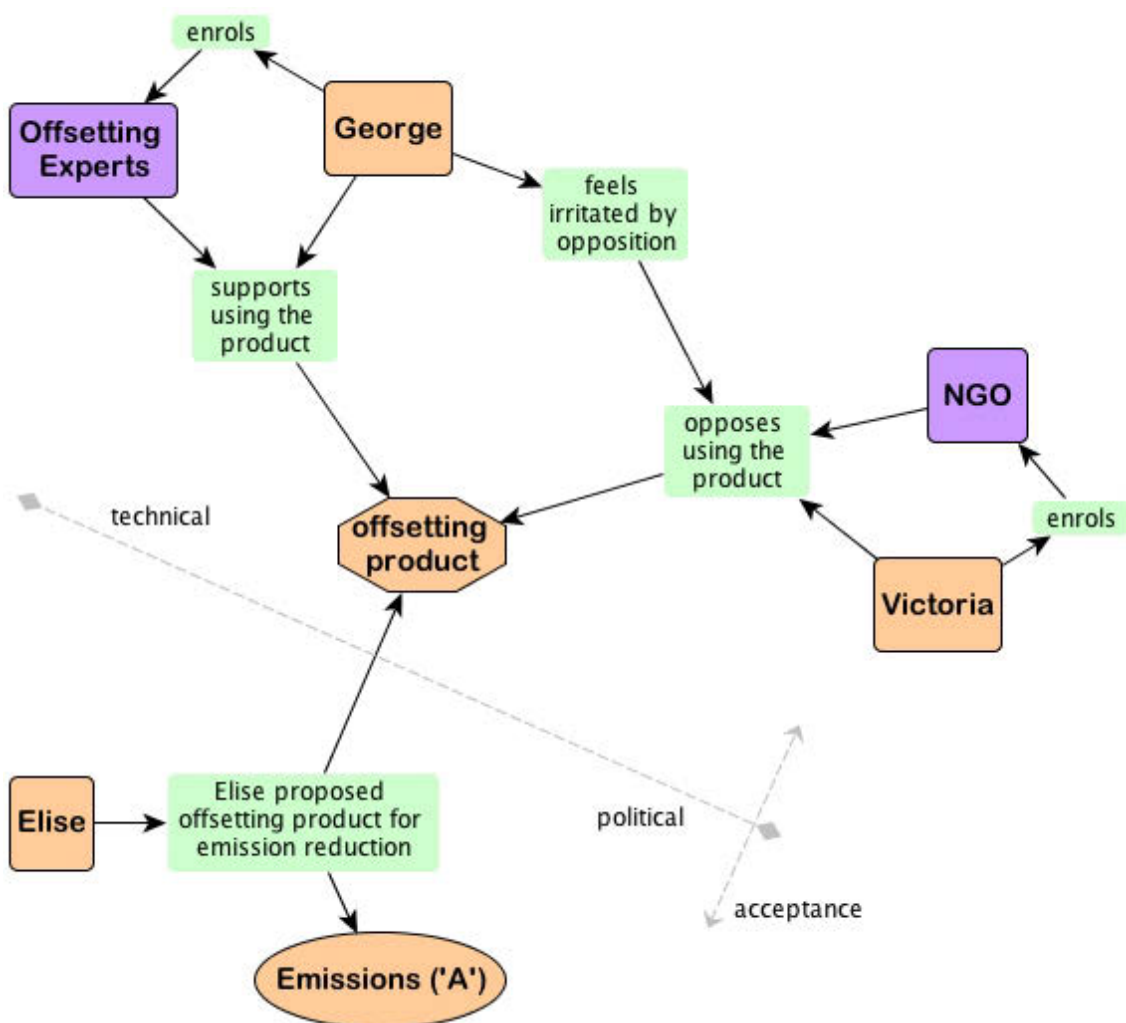 enrols
Offsetting
Experts
George
feels
irritated by
opposition
supports
using the
product
NGO
opposes
using the
product
technical
offsetting
product
enrols
Victoria
Elise
Elise proposed
offsetting product for
emission reduction
political
acceptance
Emissions ('A')